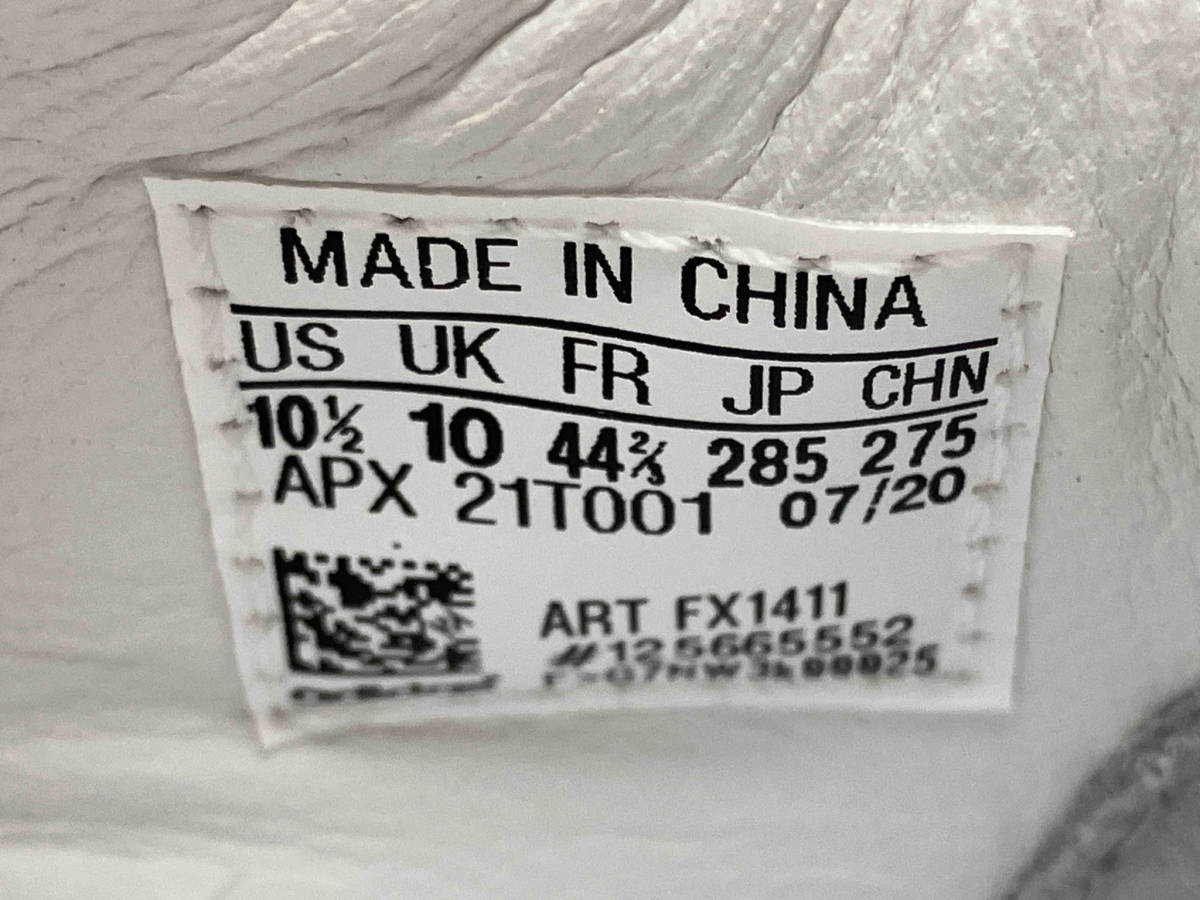 MADE IN CHINA
US UK FR JP CHN
10½ 10 44⅔ 285 275
APX 21T001 07/20
ART FX1411
#125665552